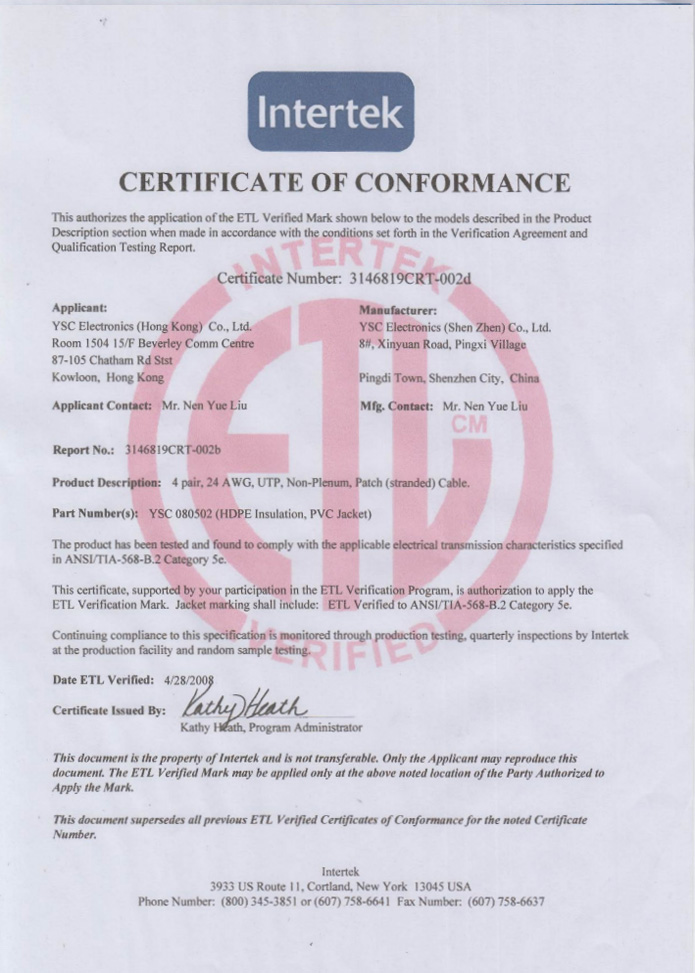 Intertek
CERTIFICATE OF CONFORMANCE
This authorizes the application of the ETL Verified Mark shown below to the models described in the Product
Description section when made in accordance with the conditions set forth in the Verification Agreement and
Qualification Testing Report.
INTERTEK
Certificate Number: 3146819CRT-002d
Applicant:
YSC Electronics (Hong Kong) Co., Ltd.
Room 1504 15/F Beverley Comm Centre
87-105 Chatham Rd Stst
Kowloon, Hong Kong
Applicant Contact: Mr. Nen Yue Liu
Manufacturer:
YSC Electronics (Shen Zhen) Co., Ltd.
8#, Xinyuan Road, Pingxi Village
Pingdi Town, Shenzhen City, China
Mfg. Contact: Mr. Nen Yue Liu
ETL
CM
Report No.: 3146819CRT-002b
Product Description: 4 pair, 24 AWG, UTP, Non-Plenum, Patch (stranded) Cable.
Part Number(s): YSC 080502 (HDPE Insulation, PVC Jacket)
The product has been tested and found to comply with the applicable electrical transmission characteristics specified
in ANSI/TIA-568-B.2 Category 5e.
This certificate, supported by your participation in the ETL Verification Program, is authorization to apply the
ETL Verification Mark. Jacket marking shall include: ETL Verified to ANSI/TIA-568-B.2 Category 5e.
Continuing compliance to this specification is monitored through production testing, quarterly inspections by Intertek
at the production facility and random sample testing.
VERIFIED
Date ETL Verified: 4/28/2008
Certificate Issued By: Kathy Heath
Kathy Heath, Program Administrator
This document is the property of Intertek and is not transferable. Only the Applicant may reproduce this
document. The ETL Verified Mark may be applied only at the above noted location of the Party Authorized to
Apply the Mark.
This document supersedes all previous ETL Verified Certificates of Conformance for the noted Certificate
Number.
Intertek
3933 US Route 11, Cortland, New York 13045 USA
Phone Number: (800) 345-3851 or (607) 758-6641 Fax Number: (607) 758-6637